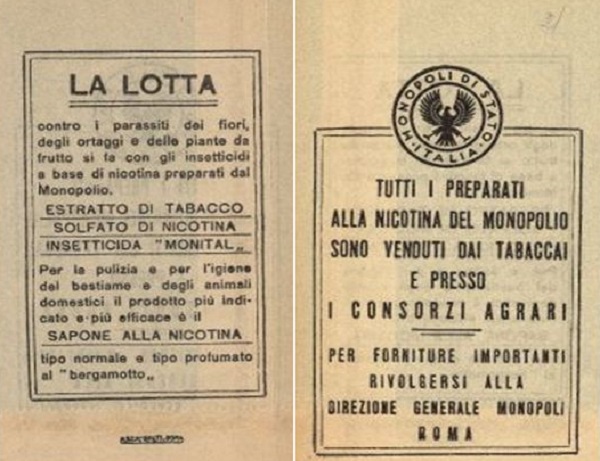 LA LOTTA
contro i parassiti dei fiori,
degli ortaggi e delle piante da
frutto si fa con gli insetticidi
a base di nicotina preparati dal
Monopolio.
ESTRATTO DI TABACCO
SOLFATO DI NICOTINA
INSETTICIDA "MONITAL„
Per la pulizia e per l'igiene
del bestiame e degli animali
domestici il prodotto più indi-
cato e più efficace è il
SAPONE ALLA NICOTINA
tipo normale e tipo profumato
al "bergamotto„
MONOPOLI DI STATO
ITALIA
TUTTI I PREPARATI
ALLA NICOTINA DEL MONOPOLIO
SONO VENDUTI DAI TABACCAI
E PRESSO
I CONSORZI AGRARI
PER FORNITURE IMPORTANTI
RIVOLGERSI ALLA
DIREZIONE GENERALE MONOPOLI
ROMA